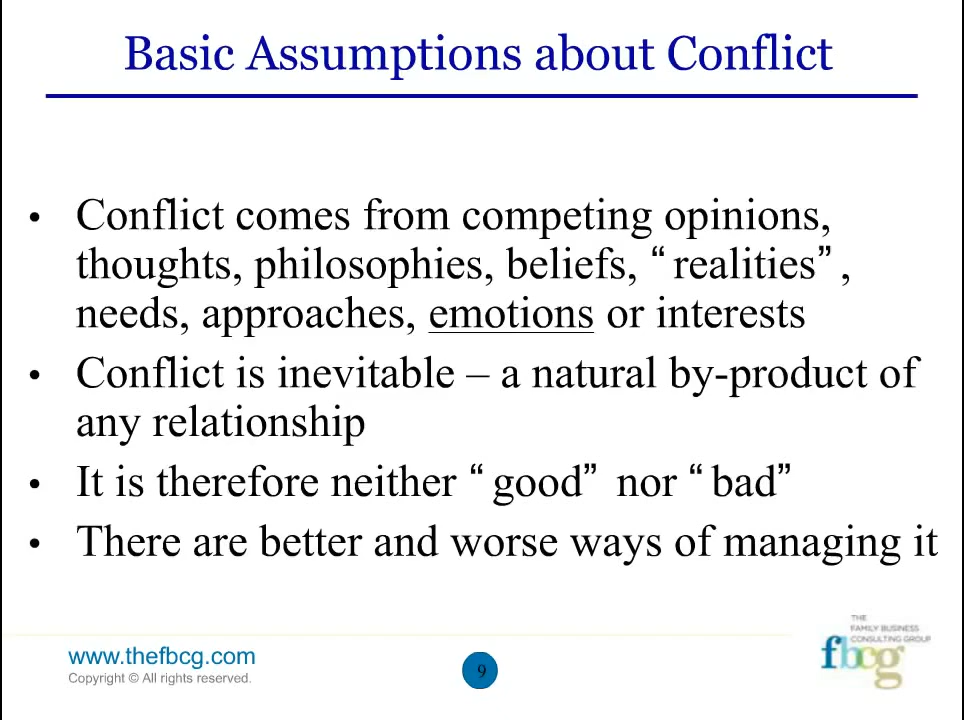 Basic Assumptions about Conflict
• Conflict comes from competing opinions,
thoughts, philosophies, beliefs, “realities”,
needs, approaches, emotions or interests
• Conflict is inevitable – a natural by-product of
any relationship
• It is therefore neither “good” nor “bad”
• There are better and worse ways of managing it
www.thefbcg.com
Copyright © All rights reserved.
9
THE
FAMILY BUSINESS
CONSULTING GROUP
fbcg